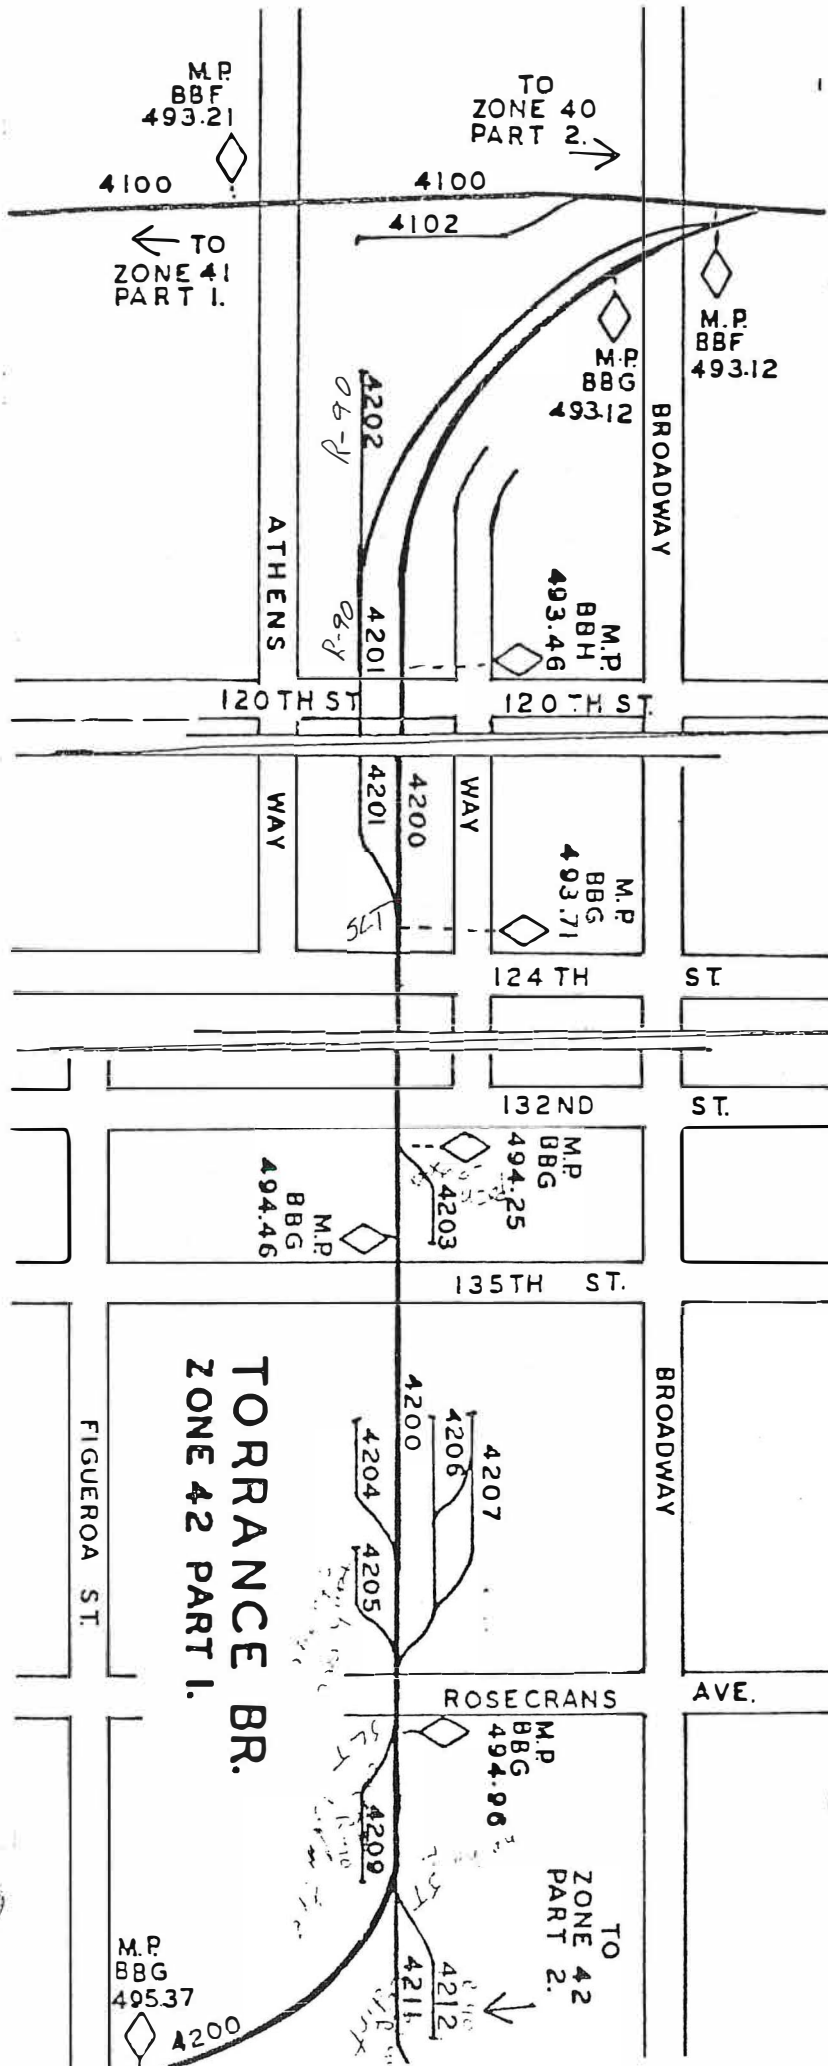 M.P.
BBF
493.21
TO
ZONE 40
PART 2.
4100
4100
4102
TO
ZONE 41
PART 1.
M.P.
BBG
493.12
M.P.
BBF
493.12
4202
R-90
BROADWAY
ATHENS
M.P.
BBH
493.46
R-90
4201
120TH ST
120TH ST.
4201
4200
WAY
WAY
M.P.
BBG
493.71
SLT
124TH ST.
132ND ST.
M.P.
BBG
494.25
4203
M.P.
BBG
494.46
135TH ST.
TORRANCE BR.
ZONE 42 PART 1.
FIGUEROA ST.
4204
4200
4206
4207
4205
BROADWAY
ROSECRANS AVE.
M.P.
BBG
494.96
SLT
4209
TO
ZONE 42
PART 2.
M.P.
BBG
495.37
4200
4211
4212